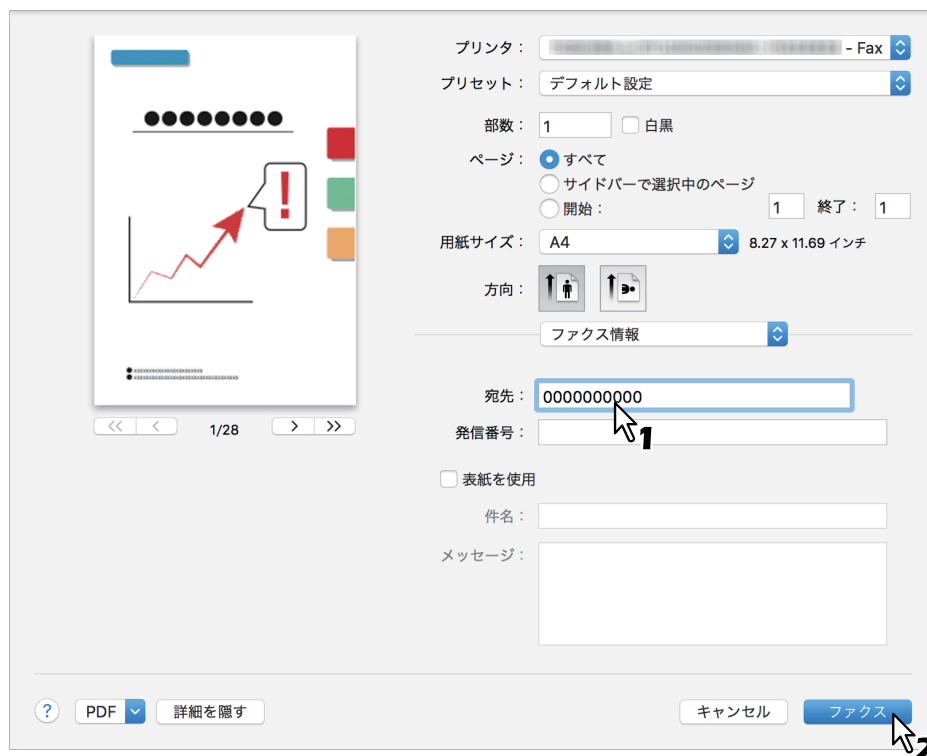 プリンタ： - Fax
プリセット： デフォルト設定
部数： 1 白黒
ページ： すべて
サイドバーで選択中のページ
開始： 1 終了： 1
用紙サイズ： A4 8.27 x 11.69 インチ
方向：
ファクス情報
宛先： 0000000000
発信番号：
表紙を使用
件名：
メッセージ：
<< < 1/28 > >>
? PDF 詳細を隠す キャンセル ファクス
1
2